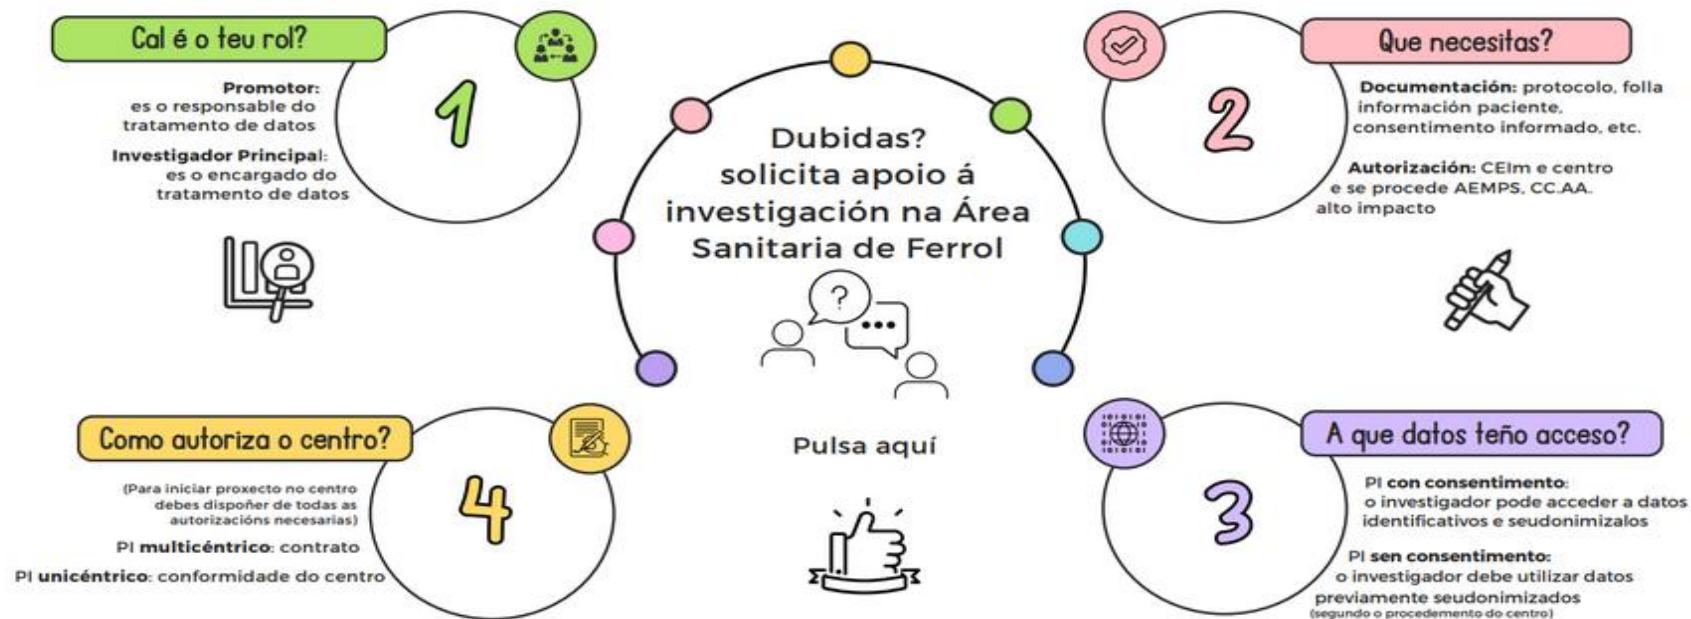 Cal é o teu rol?
1
Promotor:
es o responsable do
tratamento de datos
Investigador Principal:
es o encargado do
tratamento de datos
Que necesitas?
2
Documentación: protocolo, folla
información paciente,
consentimento informado, etc.
Autorización: CEIm e centro
e se procede AEMPS, CC.AA.
alto impacto
Dubidas?
solicita apoio á
investigación na Área
Sanitaria de Ferrol
?
Pulsa aquí
A que datos teño acceso?
3
PI con consentimento:
o investigador pode acceder a datos
identificativos e seudonimizalos
PI sen consentimento:
o investigador debe utilizar datos
previamente seudonimizados
(segundo o procedemento do centro)
Como autoriza o centro?
4
(Para iniciar proxecto no centro
debes dispoñer de todas as
autorizacións necesarias)
PI multicéntrico: contrato
PI unicéntrico: conformidade do centro